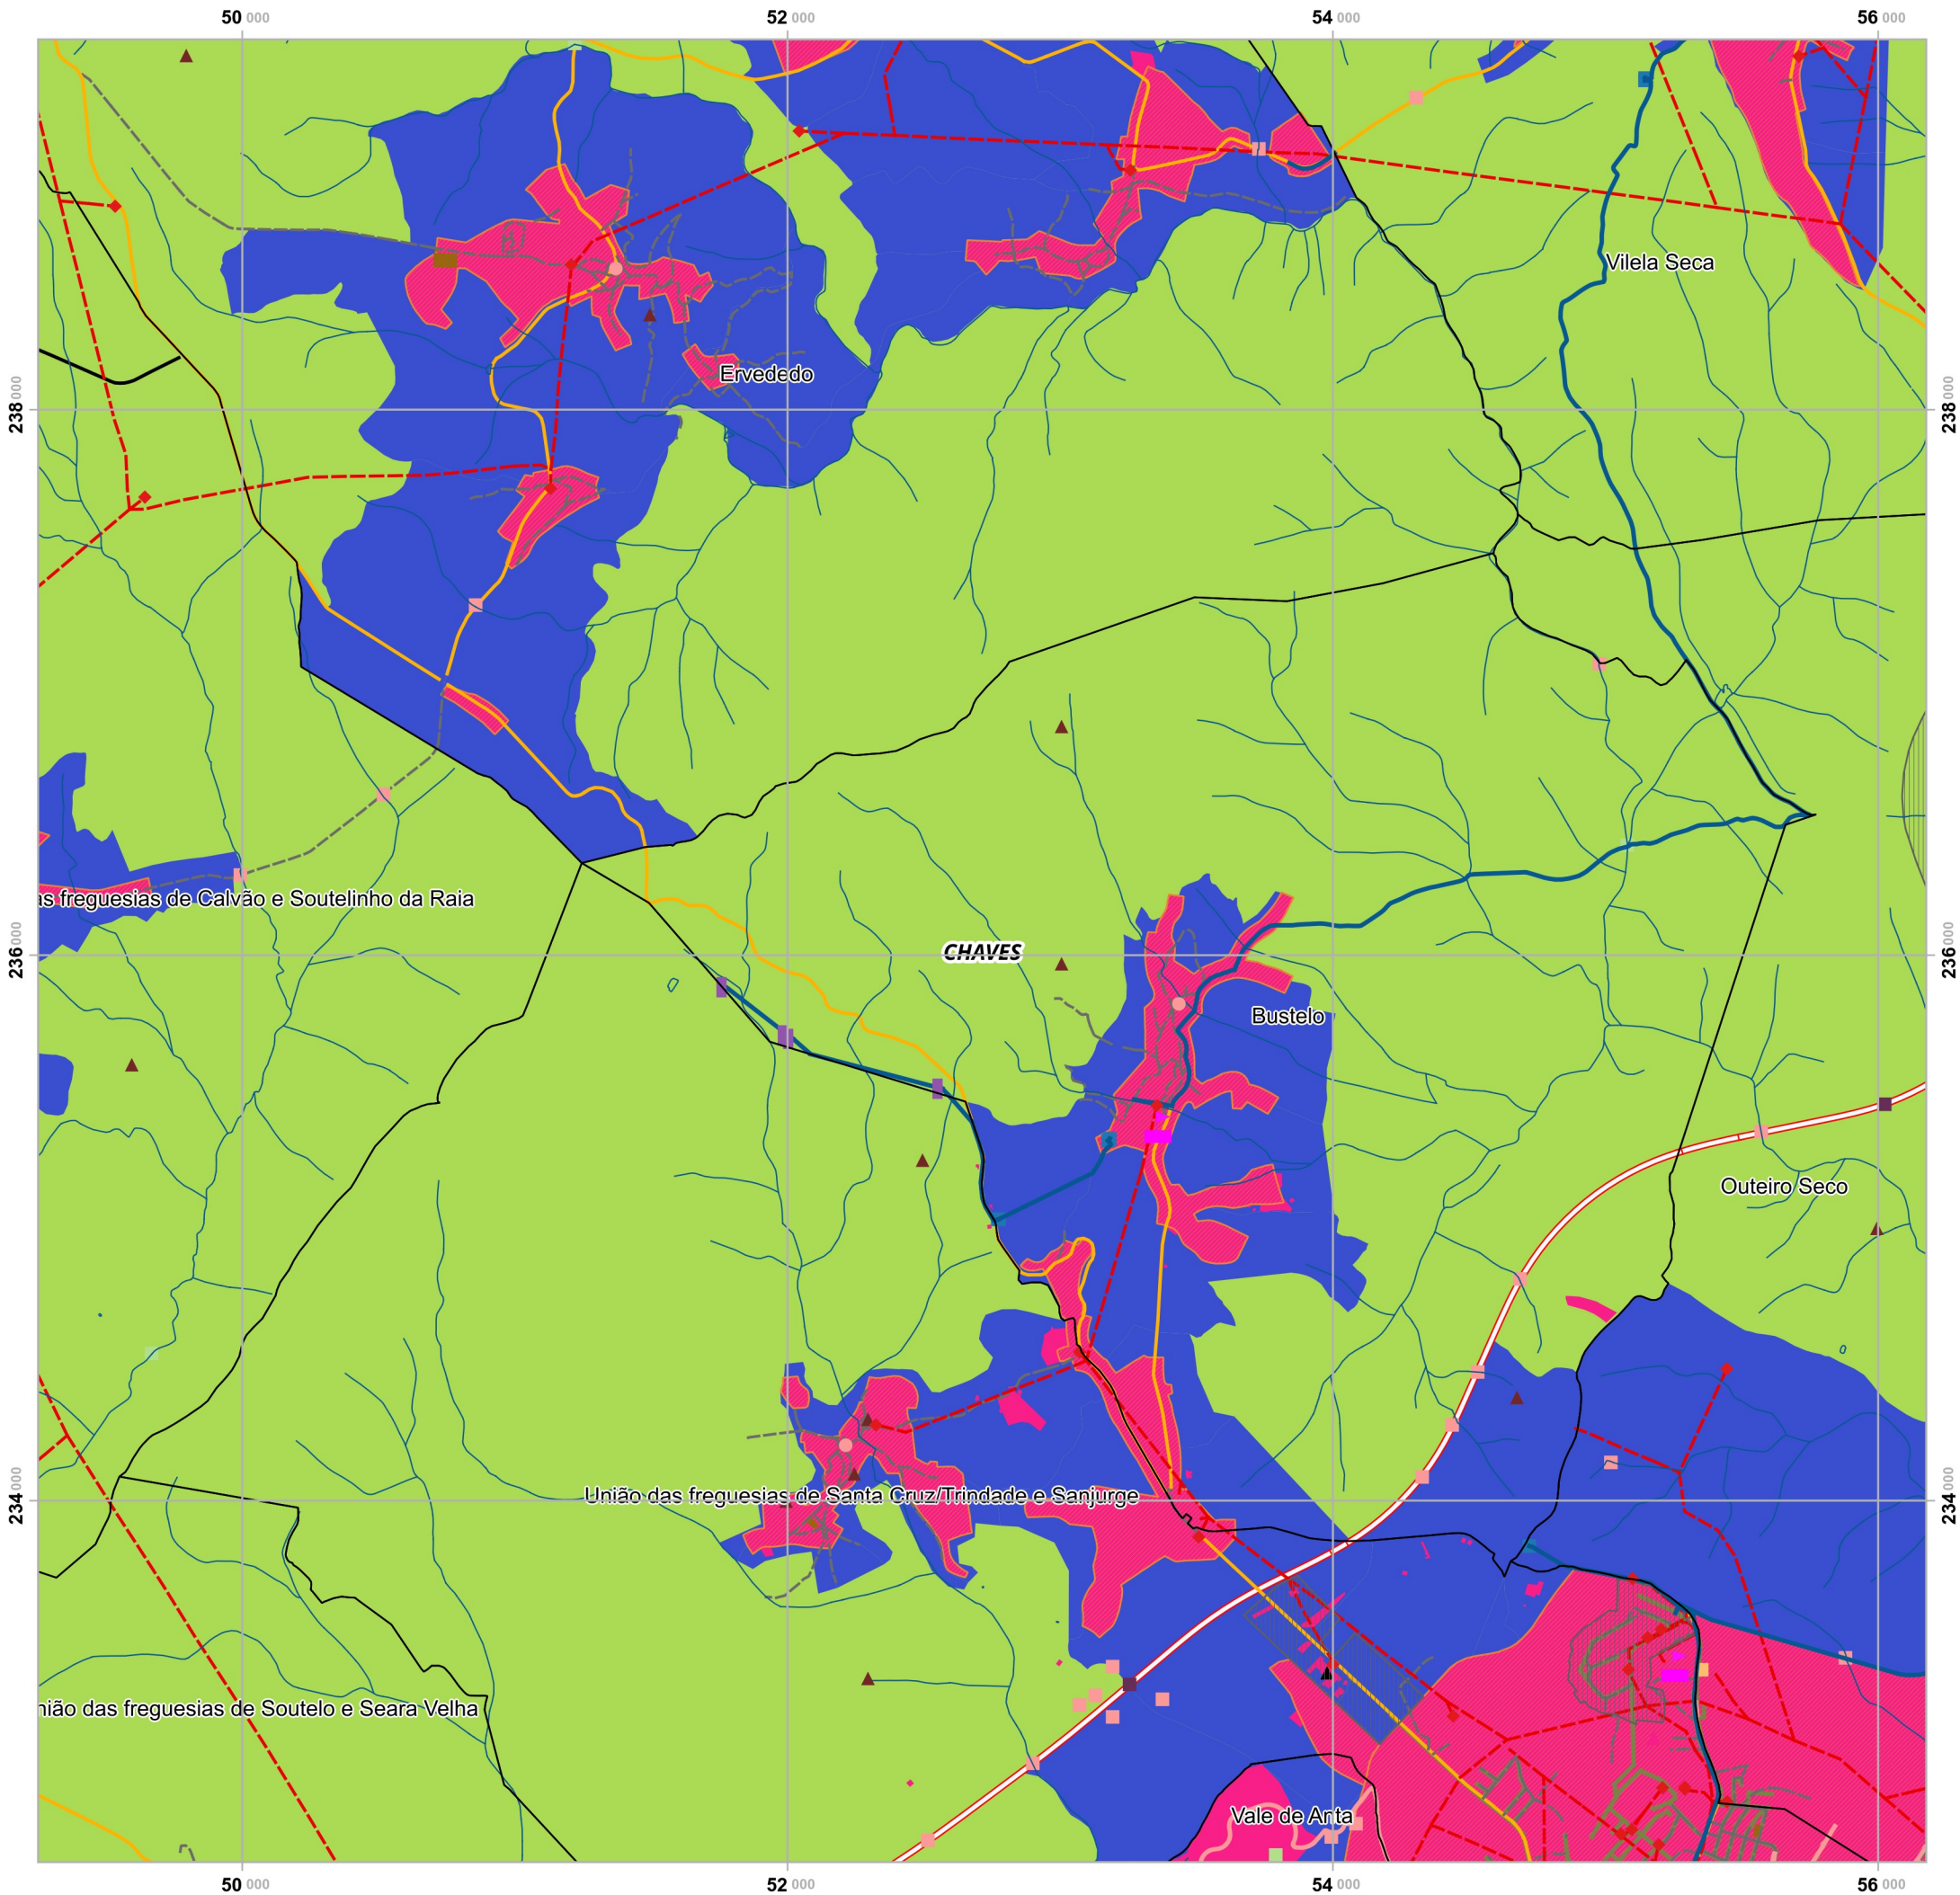 50 000 52 000 54 000 56 000
Vilela Seca
Ervededo
238 000 238 000
as freguesias de Calvão e Soutelinho da Raia
CHAVES
236 000 236 000
Bustelo
Outeiro Seco
União das freguesias de Santa Cruz/Trindade e Sanjurge
234 000 234 000
nião das freguesias de Soutelo e Seara Velha
Vale de Anta
50 000 52 000 54 000 56 000